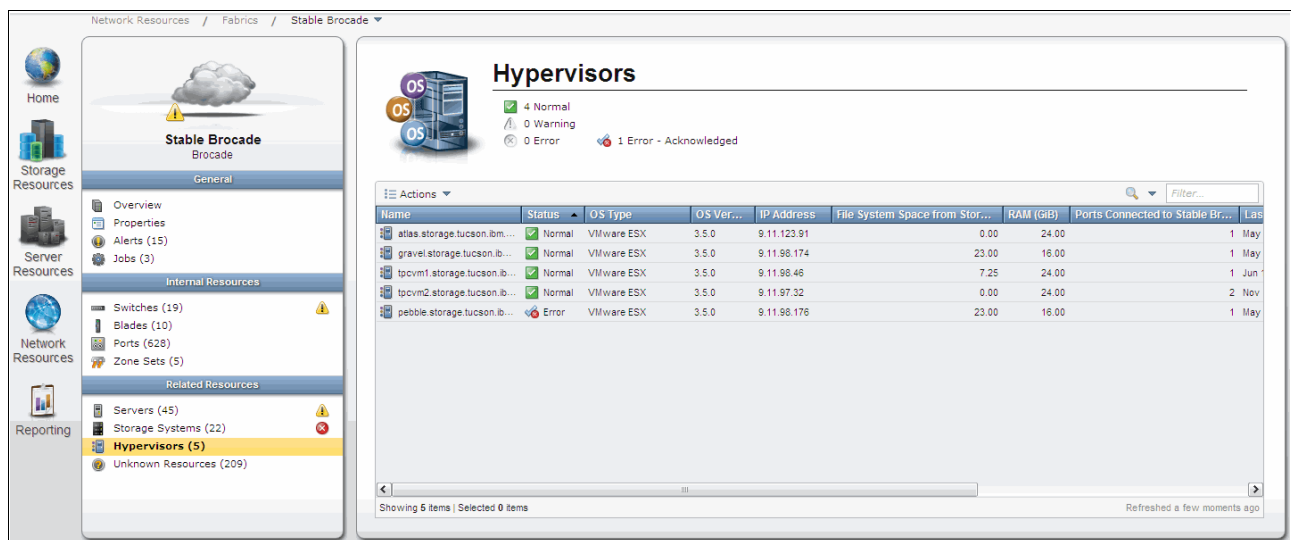 Network Resources / Fabrics / Stable Brocade
Home
Storage Resources
Server Resources
Network Resources
Reporting
Stable Brocade
Brocade
General
Overview
Properties
Alerts (15)
Jobs (3)
Internal Resources
Switches (19)
Blades (10)
Ports (628)
Zone Sets (5)
Related Resources
Servers (45)
Storage Systems (22)
Hypervisors (5)
Unknown Resources (209)
OS
OS
OS
Hypervisors
4 Normal
0 Warning
0 Error 1 Error - Acknowledged
Actions Filter...
Name Status OS Type OS Ver... IP Address File System Space from Stor... RAM (GiB) Ports Connected to Stable Br... Las
atlas.storage.tucson.ibm.... Normal VMware ESX 3.5.0 9.11.123.91 0.00 24.00 1 May
gravel.storage.tucson.ib... Normal VMware ESX 3.5.0 9.11.98.174 23.00 16.00 1 May
tpcvm1.storage.tucson.ib... Normal VMware ESX 3.5.0 9.11.98.46 7.25 24.00 1 Jun
tpcvm2.storage.tucson.ib... Normal VMware ESX 3.5.0 9.11.97.32 0.00 24.00 2 Nov
pebble.storage.tucson.ib... Error VMware ESX 3.5.0 9.11.98.176 23.00 16.00 1 May
Showing 5 items | Selected 0 items Refreshed a few moments ago